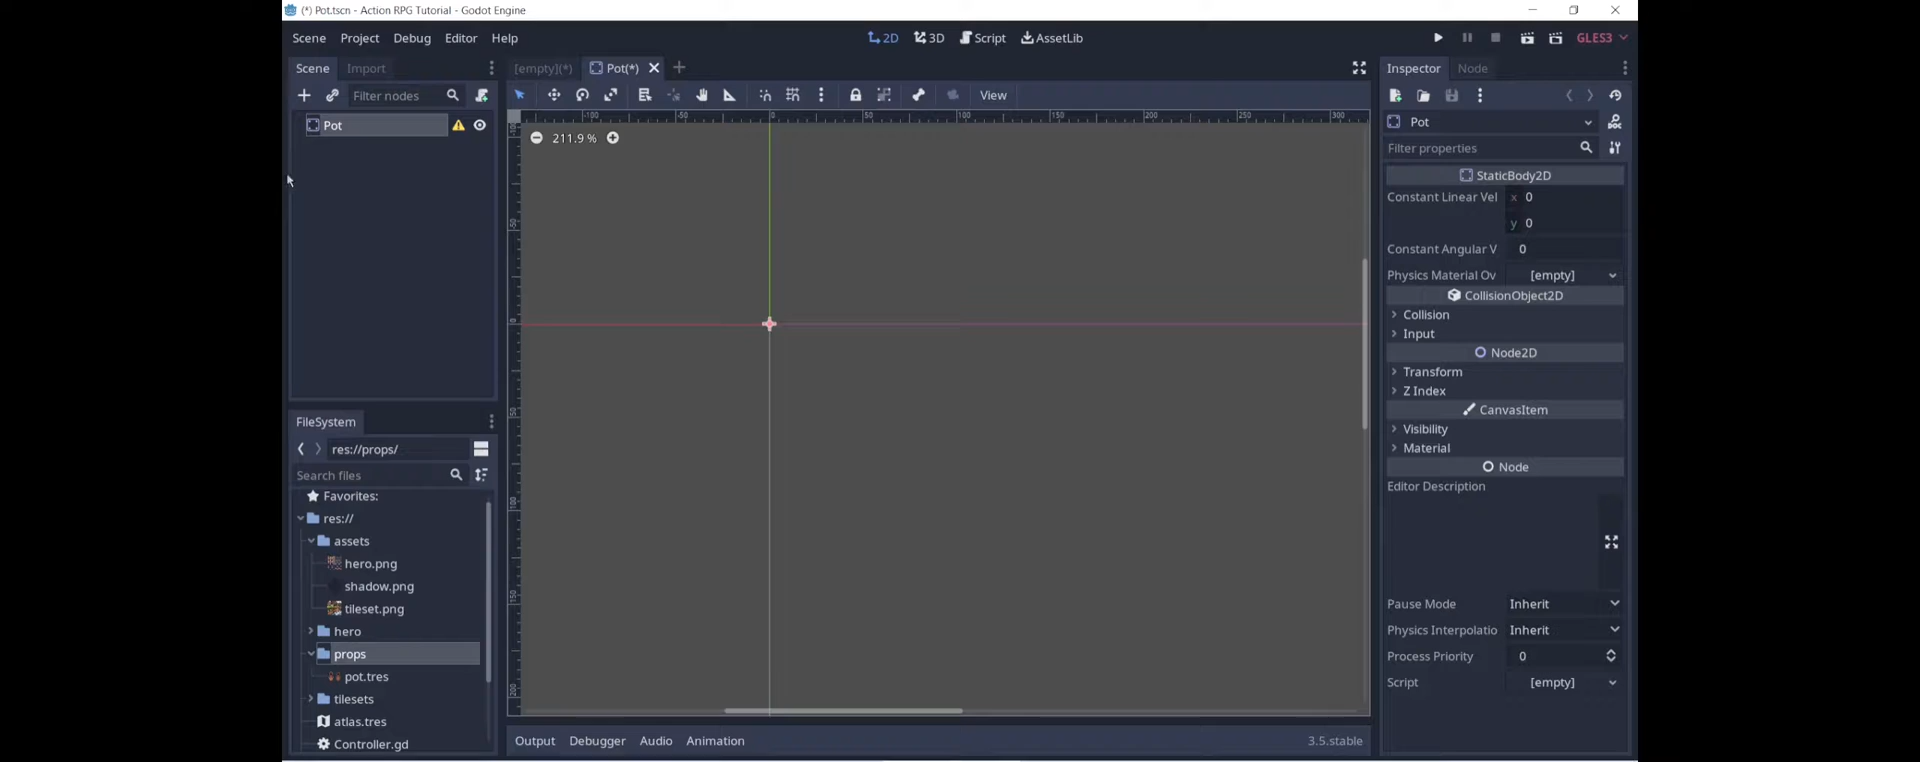 (*) Pot.tscn - Action RPG Tutorial - Godot Engine
Scene Project Debug Editor Help
2D 3D Script AssetLib
GLES3
Scene Import
[empty](*) Pot(*)
Inspector Node
Filter nodes
View
Pot
Pot
211.9 %
Filter properties
StaticBody2D
Constant Linear Vel x 0
y 0
Constant Angular V 0
Physics Material Ov [empty]
CollisionObject2D
Collision
Input
Node2D
Transform
Z Index
CanvasItem
Visibility
Material
Node
Editor Description
Pause Mode Inherit
Physics Interpolatio Inherit
Process Priority 0
Script [empty]
FileSystem
res://props/
Search files
Favorites:
res://
assets
hero.png
shadow.png
tileset.png
hero
props
pot.tres
tilesets
atlas.tres
Controller.gd
Output Debugger Audio Animation
3.5.stable